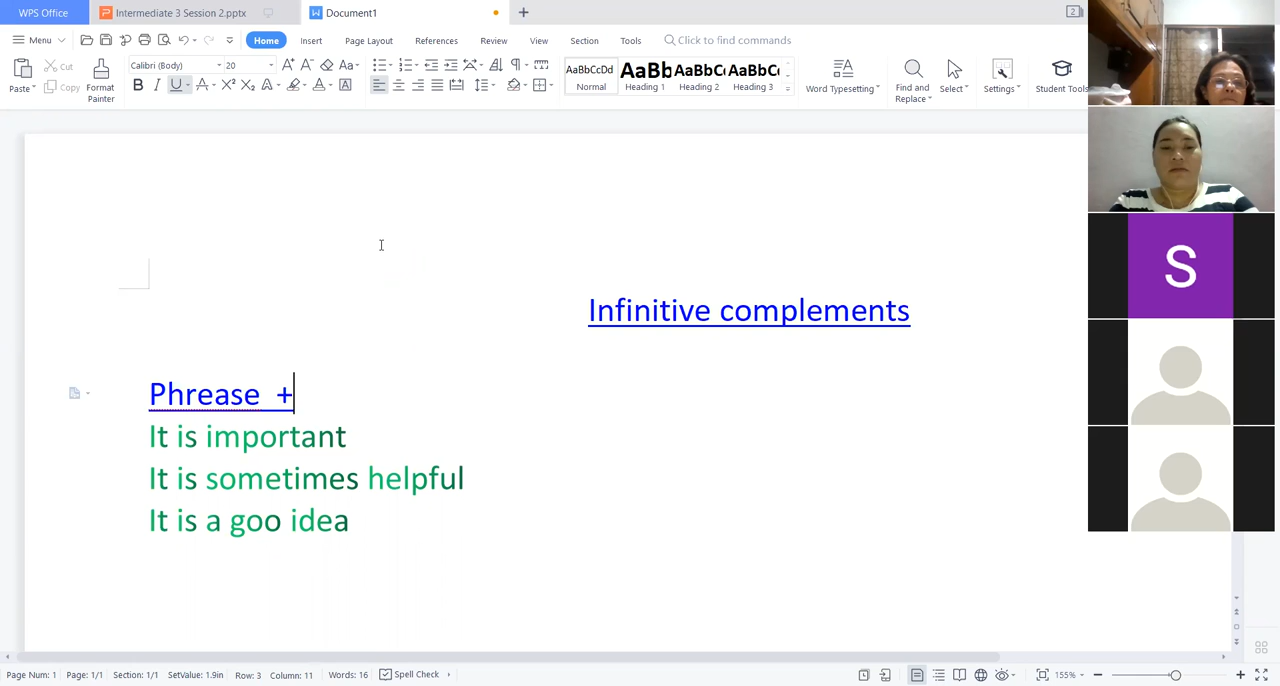 WPS Office Intermediate 3 Session 2.pptx Document1 2
Menu Home Insert Page Layout References Review View Section Tools Click to find commands
Paste Cut Copy Format Painter Calibri (Body) 20 AaBbCcDd Normal AaBb Heading 1 AaBbC Heading 2 AaBbC Heading 3 Word Typesetting Find and Replace Select Settings Student Tools
Infinitive complements
Phrease +
It is important
It is sometimes helpful
It is a goo idea
S
Page Num: 1 Page: 1/1 Section: 1/1 SetValue: 1.9in Row: 3 Column: 11 Words: 16 Spell Check 155%